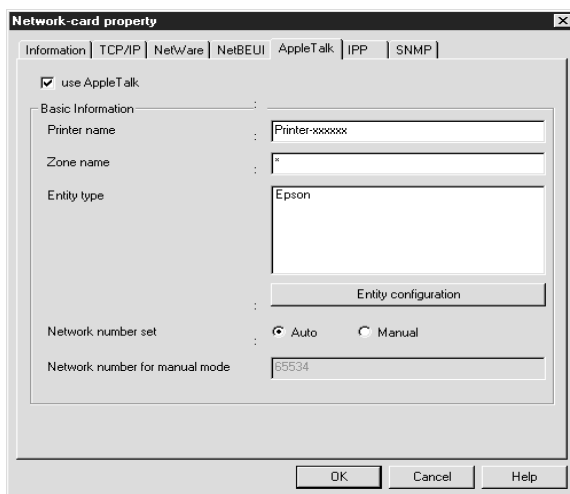 Network-card property
Information TCP/IP NetWare NetBEUI AppleTalk IPP SNMP
use AppleTalk
Basic Information :
Printer name : Printer-xxxxxx
Zone name : *
Entity type Epson
Entity configuration
:
Network number set : Auto Manual
Network number for manual mode 65534
OK Cancel Help